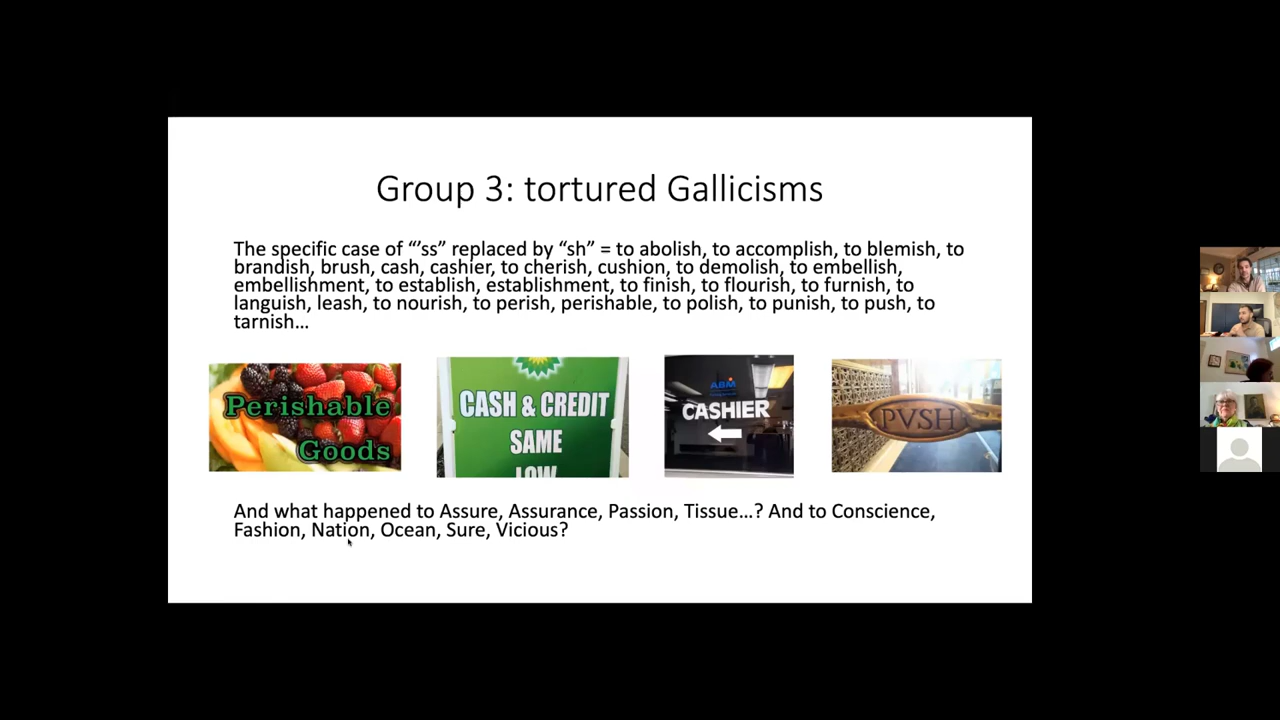 Group 3: tortured Gallicisms
The specific case of “’ss” replaced by “sh” = to abolish, to accomplish, to blemish, to
brandish, brush, cash, cashier, to cherish, cushion, to demolish, to embellish,
embellishment, to establish, establishment, to finish, to flourish, to furnish, to
languish, leash, to nourish, to perish, perishable, to polish, to punish, to push, to
tarnish…
Perishable
Goods
CASH & CREDIT
SAME
LOW
ABM
CASHIER
PVSH
And what happened to Assure, Assurance, Passion, Tissue…? And to Conscience,
Fashion, Nation, Ocean, Sure, Vicious?